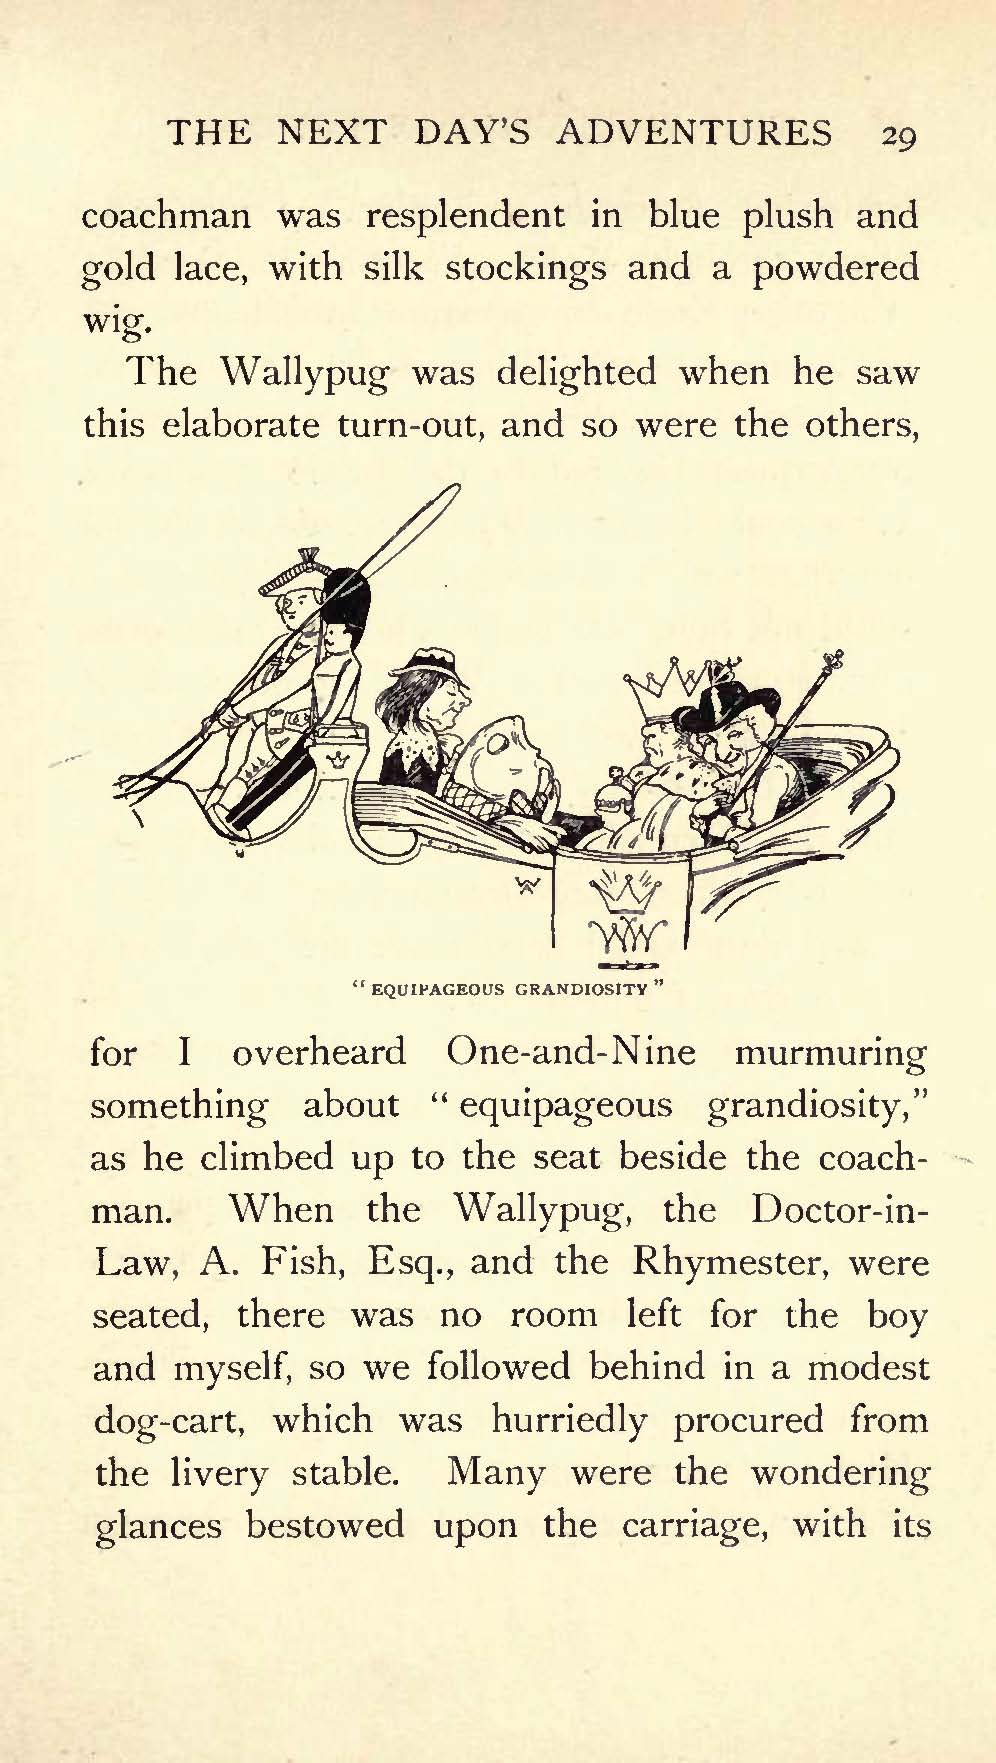 THE NEXT DAY'S ADVENTURES 29
coachman was resplendent in blue plush and
gold lace, with silk stockings and a powdered
wig.
The Wallypug was delighted when he saw
this elaborate turn-out, and so were the others,
W
W
"EQUIPAGEOUS GRANDIOSITY"
for I overheard One-and-Nine murmuring
something about "equipageous grandiosity,"
as he climbed up to the seat beside the coach-
man. When the Wallypug, the Doctor-in-
Law, A. Fish, Esq., and the Rhymester, were
seated, there was no room left for the boy
and myself, so we followed behind in a modest
dog-cart, which was hurriedly procured from
the livery stable. Many were the wondering
glances bestowed upon the carriage, with its